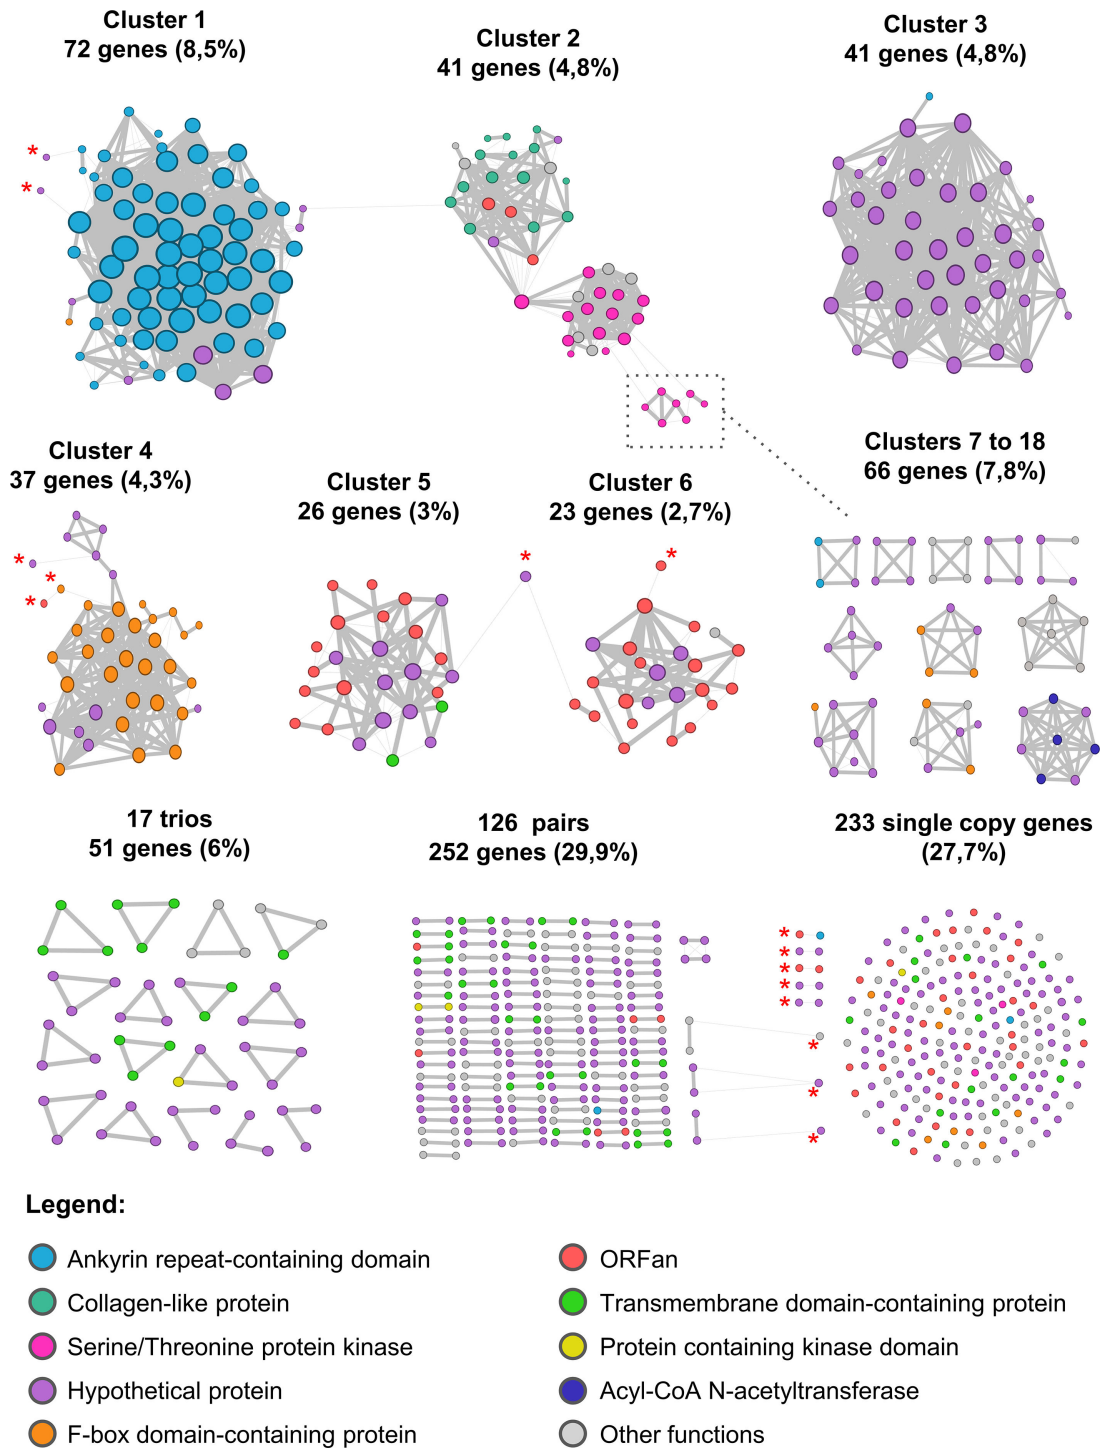 Cluster 1
72 genes (8,5%)
Cluster 2
41 genes (4,8%)
Cluster 3
41 genes (4,8%)
*
*
Cluster 4
37 genes (4,3%)
Cluster 5
26 genes (3%)
Cluster 6
23 genes (2,7%)
Clusters 7 to 18
66 genes (7,8%)
*
*
*
*
*
17 trios
51 genes (6%)
126 pairs
252 genes (29,9%)
233 single copy genes
(27,7%)
*
*
*
*
*
*
*
*
Legend:
Ankyrin repeat-containing domain
Collagen-like protein
Serine/Threonine protein kinase
Hypothetical protein
F-box domain-containing protein
ORFan
Transmembrane domain-containing protein
Protein containing kinase domain
Acyl-CoA N-acetyltransferase
Other functions